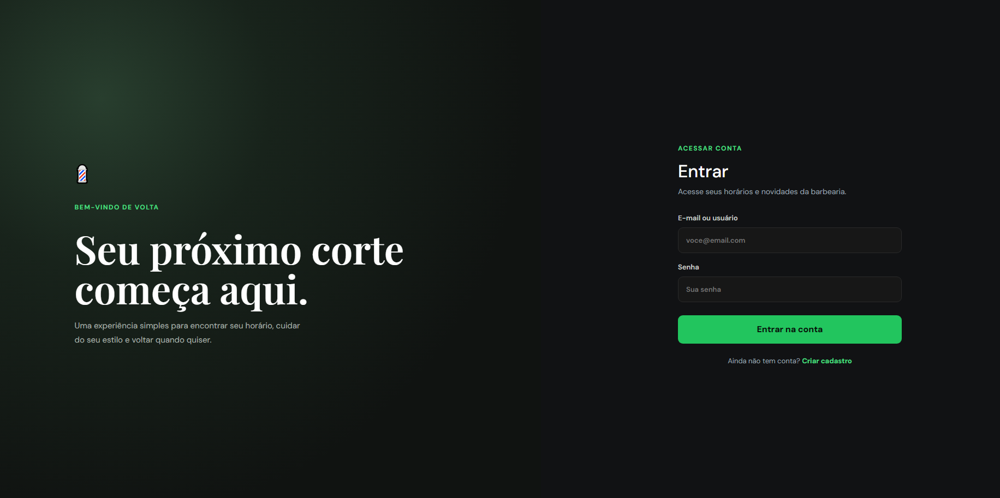 BEM-VINDO DE VOLTA
Seu próximo corte
começa aqui.
Uma experiência simples para encontrar seu horário, cuidar
do seu estilo e voltar quando quiser.
ACESSAR CONTA
Entrar
Acesse seus horários e novidades da barbearia.
E-mail ou usuário
voce@email.com
Senha
Sua senha
Entrar na conta
Ainda não tem conta? Criar cadastro